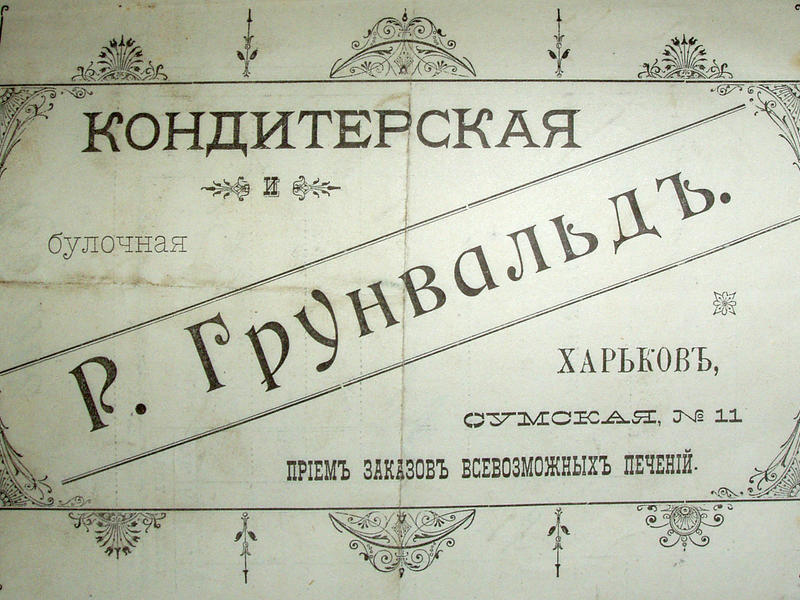 КОНДИТЕРСКАЯ
И
булочная
Р. Грунвальдъ.
ХАРЬКОВЪ,
СУМСКАЯ, № 11
ПРІЕМЪ ЗАКАЗОВЪ ВСЕВОЗМОЖНЫХЪ ПЕЧЕНІЙ.